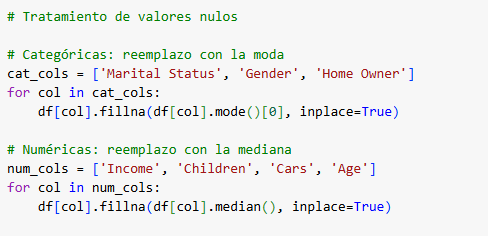 # Tratamiento de valores nulos
# Categóricas: reemplazo con la moda
cat_cols = ['Marital Status', 'Gender', 'Home Owner']
for col in cat_cols:
    df[col].fillna(df[col].mode()[0], inplace=True)
# Numéricas: reemplazo con la mediana
num_cols = ['Income', 'Children', 'Cars', 'Age']
for col in num_cols:
    df[col].fillna(df[col].median(), inplace=True)